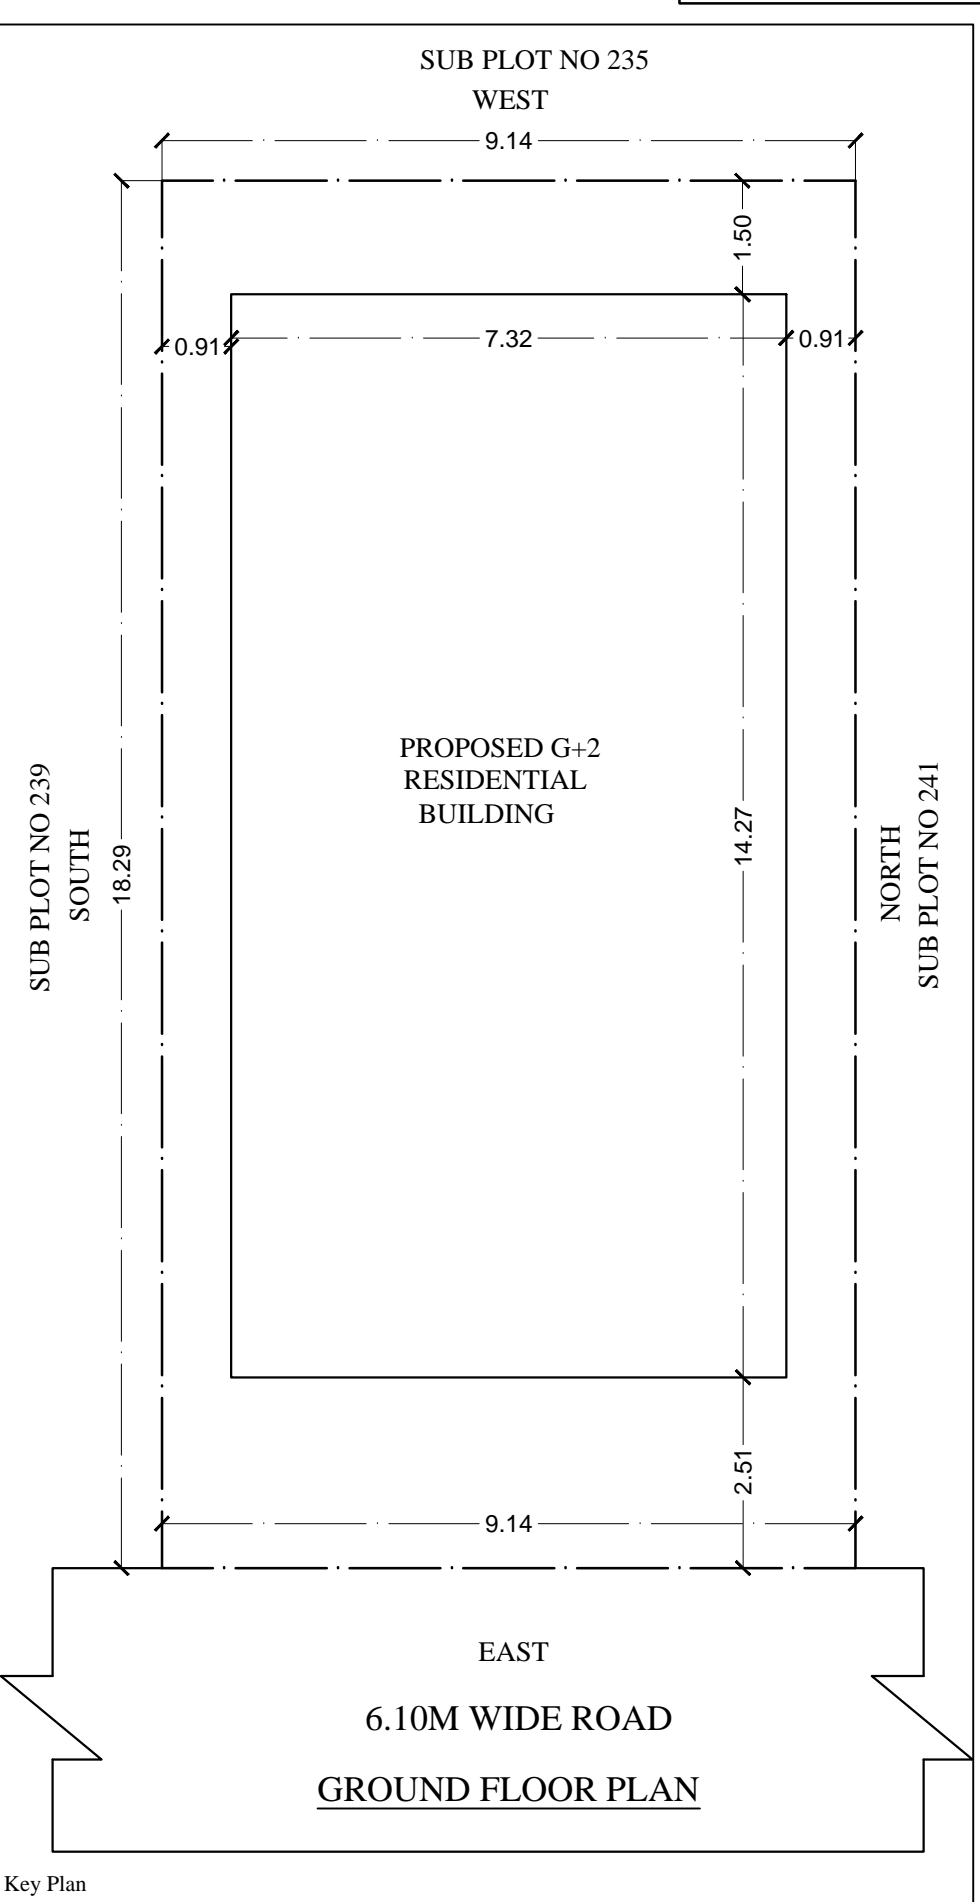 SUB PLOT NO 235
WEST
9.14
1.50
0.91
7.32
0.91
PROPOSED G+2
RESIDENTIAL
BUILDING
SUB PLOT NO 239
SOUTH
18.29
14.27
NORTH
SUB PLOT NO 241
2.51
9.14
EAST
6.10M WIDE ROAD
GROUND FLOOR PLAN
Key Plan